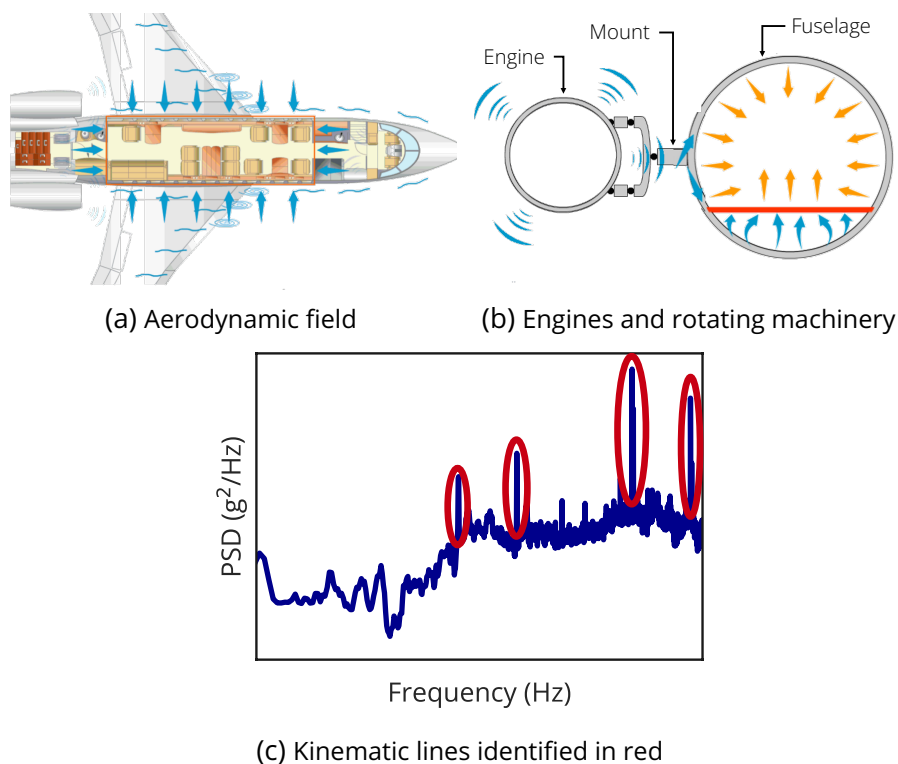 Fuselage
Mount
Engine
(a) Aerodynamic field
(b) Engines and rotating machinery
PSD (g²/Hz)
Frequency (Hz)
(c) Kinematic lines identified in red